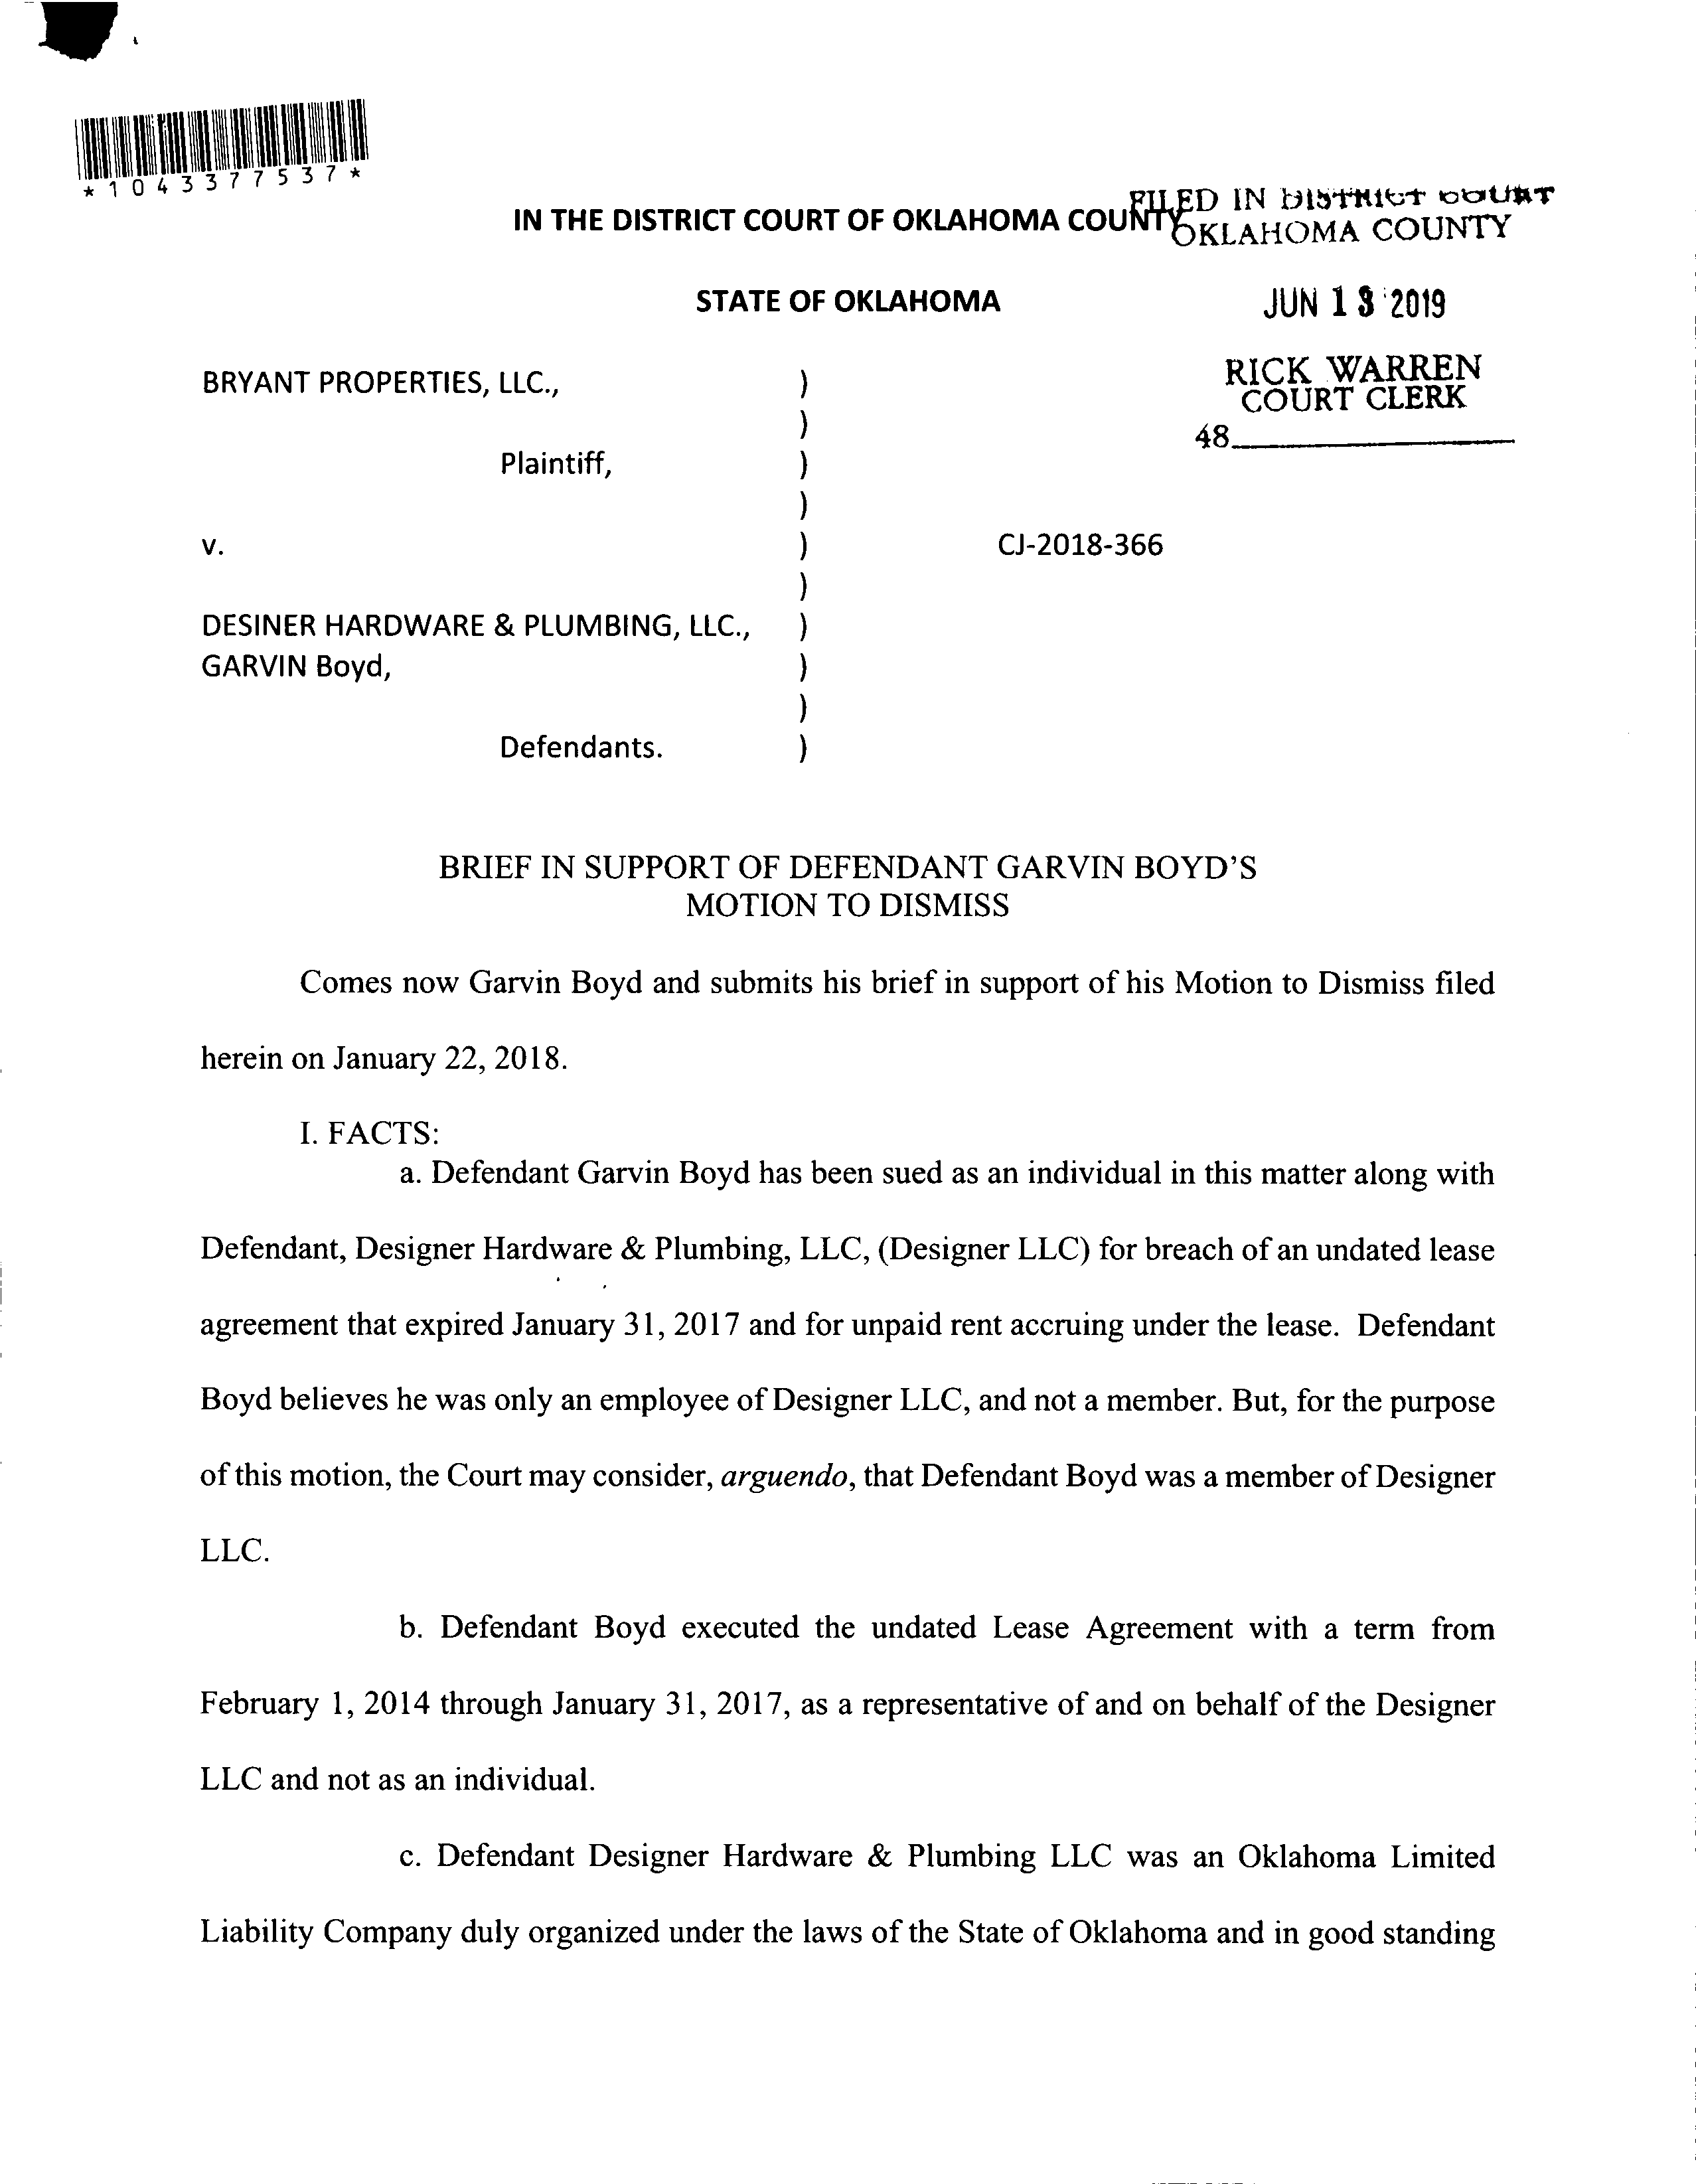 *1043377537*
IN THE DISTRICT COURT OF OKLAHOMA COUNTY
FILED IN DISTRICT COURT
OKLAHOMA COUNTY
STATE OF OKLAHOMA
JUN 13 2019
RICK WARREN
COURT CLERK
48
BRYANT PROPERTIES, LLC., )
)
Plaintiff, )
)
v. ) CJ-2018-366
)
DESINER HARDWARE & PLUMBING, LLC., )
GARVIN Boyd, )
)
Defendants. )
BRIEF IN SUPPORT OF DEFENDANT GARVIN BOYD'S
MOTION TO DISMISS
Comes now Garvin Boyd and submits his brief in support of his Motion to Dismiss filed
herein on January 22, 2018.
I. FACTS:
a. Defendant Garvin Boyd has been sued as an individual in this matter along with
Defendant, Designer Hardware & Plumbing, LLC, (Designer LLC) for breach of an undated lease
agreement that expired January 31, 2017 and for unpaid rent accruing under the lease. Defendant
Boyd believes he was only an employee of Designer LLC, and not a member. But, for the purpose
of this motion, the Court may consider, arguendo, that Defendant Boyd was a member of Designer
LLC.
b. Defendant Boyd executed the undated Lease Agreement with a term from
February 1, 2014 through January 31, 2017, as a representative of and on behalf of the Designer
LLC and not as an individual.
c. Defendant Designer Hardware & Plumbing LLC was an Oklahoma Limited
Liability Company duly organized under the laws of the State of Oklahoma and in good standing